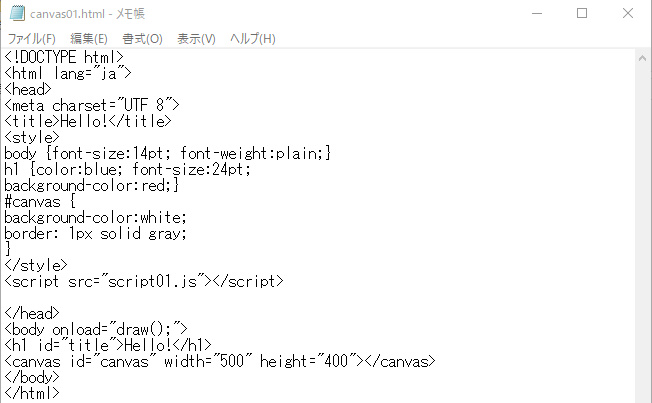 canvas01.html - メモ帳
ファイル(F) 編集(E) 書式(O) 表示(V) ヘルプ(H)
<!DOCTYPE html>
<html lang="ja">
<head>
<meta charset="UTF 8">
<title>Hello!</title>
<style>
body {font-size:14pt; font-weight:plain;}
h1 {color:blue; font-size:24pt;
background-color:red;}
#canvas {
background-color:white;
border: 1px solid gray;
}
</style>
<script src="script01.js"></script>
</head>
<body onload="draw();">
<h1 id="title">Hello!</h1>
<canvas id="canvas" width="500" height="400"></canvas>
</body>
</html>